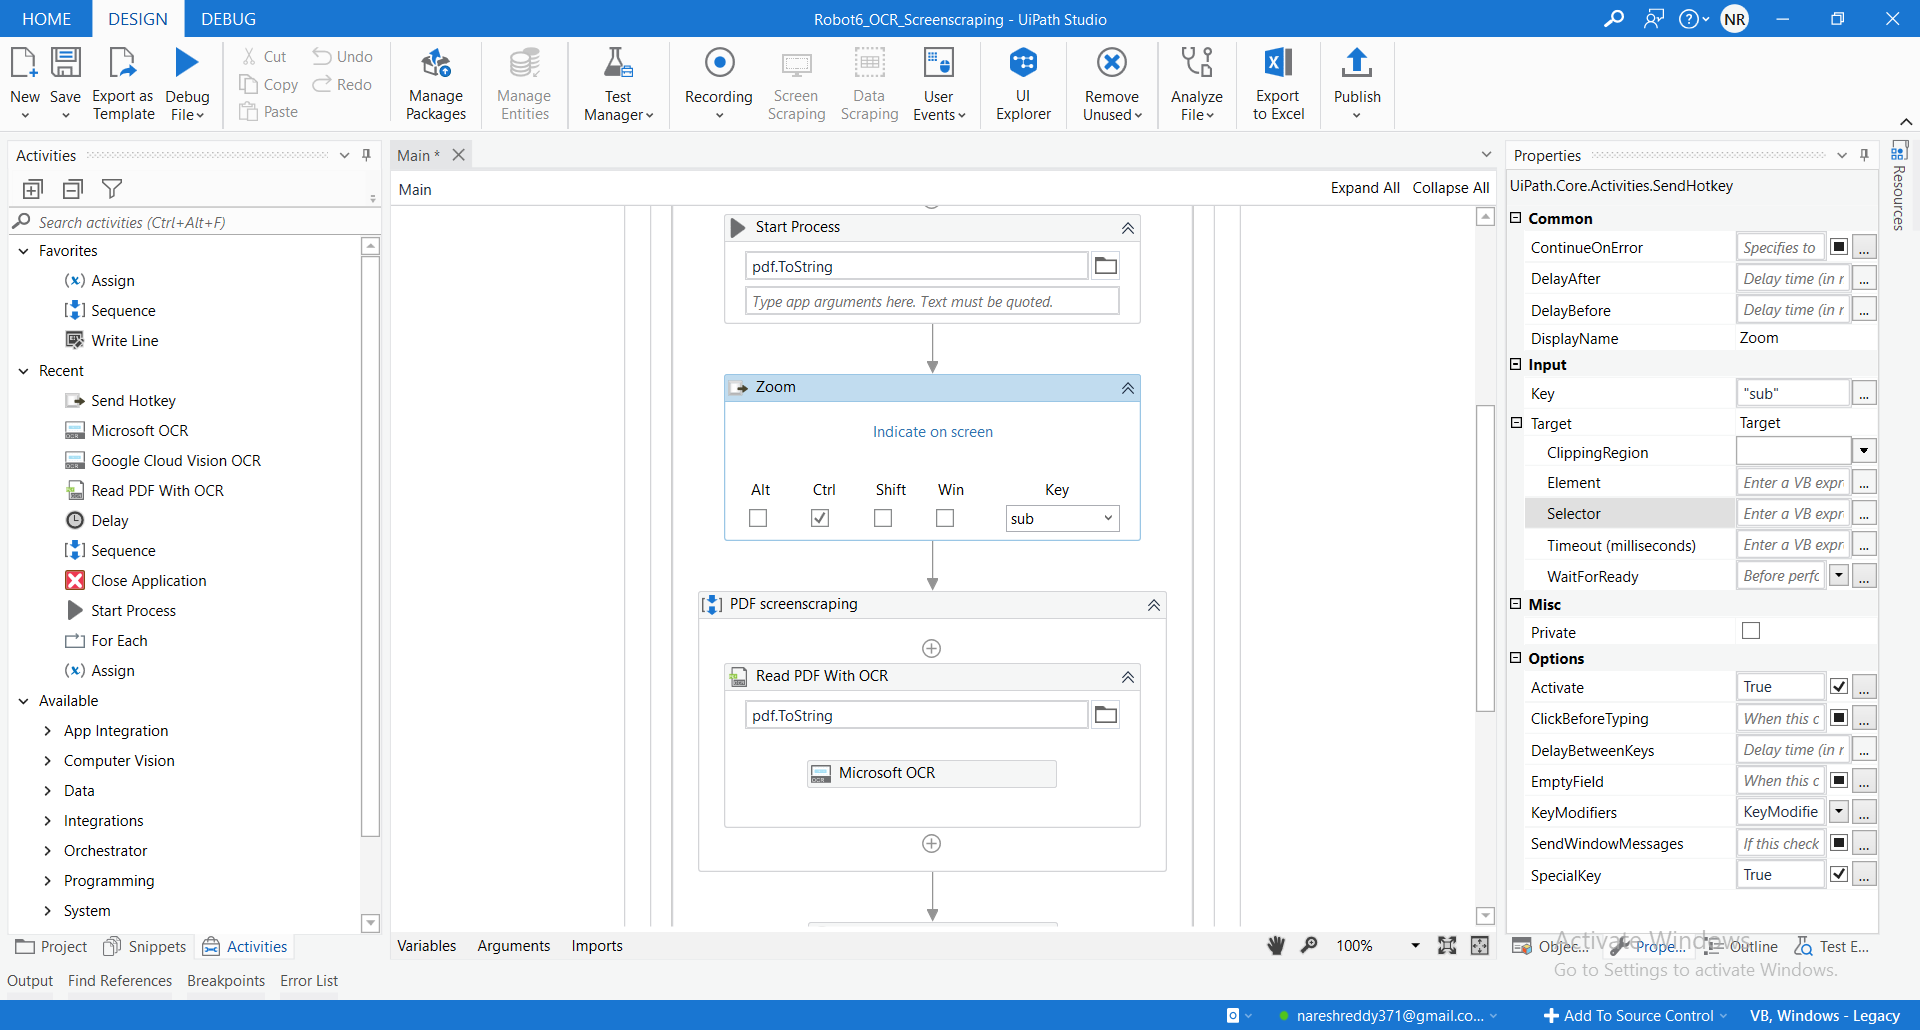 HOME DESIGN DEBUG Robot6_OCR_Screenscraping - UiPath Studio NR
New Save Export as Template Debug File
Cut Copy Paste Undo Redo
Manage Packages Manage Entities Test Manager Recording Screen Scraping Data Scraping User Events UI Explorer Remove Unused Analyze File Export to Excel Publish
Activities
Search activities (Ctrl+Alt+F)
Favorites
Assign
Sequence
Write Line
Recent
Send Hotkey
Microsoft OCR
Google Cloud Vision OCR
Read PDF With OCR
Delay
Sequence
Close Application
Start Process
For Each
Assign
Available
App Integration
Computer Vision
Data
Integrations
Orchestrator
Programming
System
Project Snippets Activities
Main *
Main Expand All Collapse All
Start Process
pdf.ToString
Type app arguments here. Text must be quoted.
Zoom
Indicate on screen
Alt Ctrl Shift Win Key
sub
PDF screenscraping
Read PDF With OCR
pdf.ToString
Microsoft OCR
Variables Arguments Imports 100%
Properties
UiPath.Core.Activities.SendHotkey
Common
ContinueOnError Specifies to ...
DelayAfter Delay time (in r ...
DelayBefore Delay time (in r ...
DisplayName Zoom
Input
Key "sub" ...
Target Target
ClippingRegion
Element Enter a VB expr ...
Selector Enter a VB expr ...
Timeout (milliseconds) Enter a VB expr ...
WaitForReady Before perfc ...
Misc
Private
Options
Activate True ...
ClickBeforeTyping When this c ...
DelayBetweenKeys Delay time (in r ...
EmptyField When this c ...
KeyModifiers KeyModifie ...
SendWindowMessages If this check ...
SpecialKey True ...
Objec... Prope... Outline Test E...
Resources
Activate Windows
Go to Settings to activate Windows.
Output Find References Breakpoints Error List
nareshreddy371@gmail.co... Add To Source Control VB, Windows - Legacy